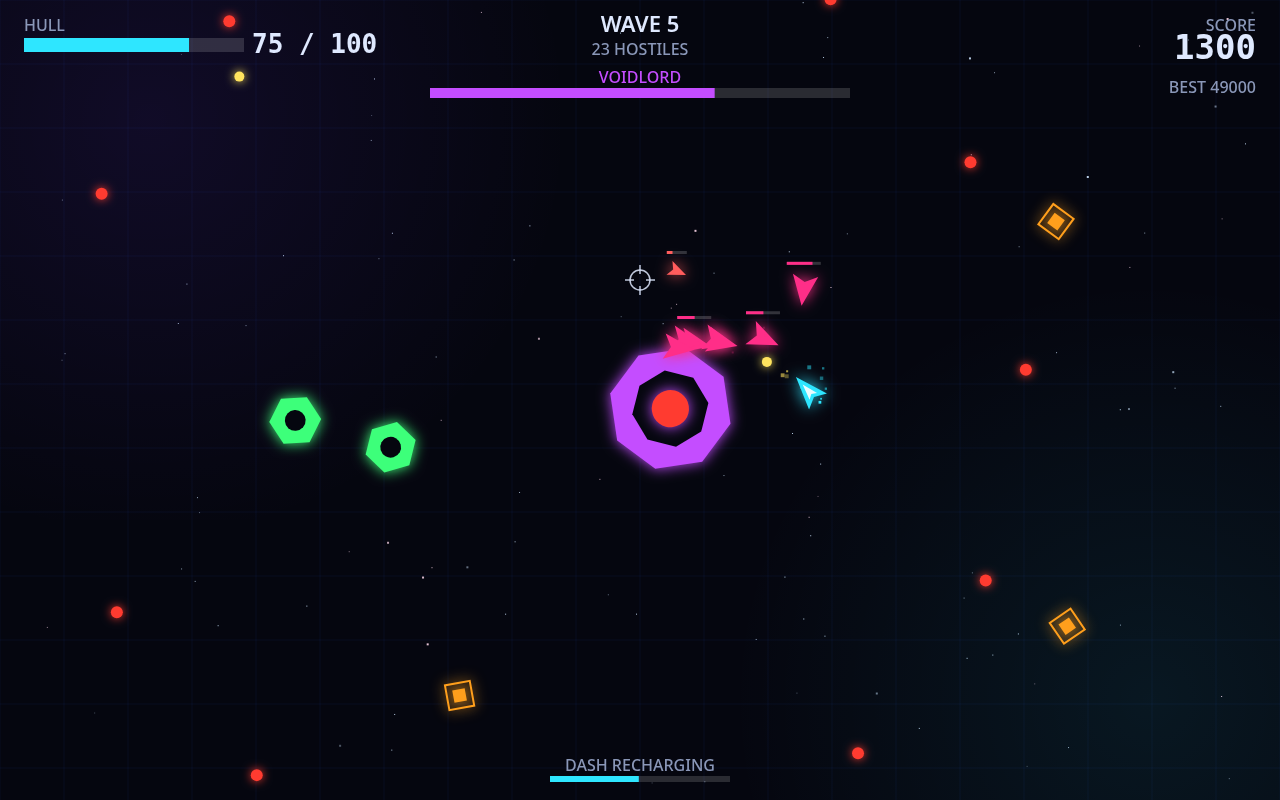 HULL
75 / 100
WAVE 5
23 HOSTILES
VOIDLORD
SCORE
1300
BEST 49000
DASH RECHARGING